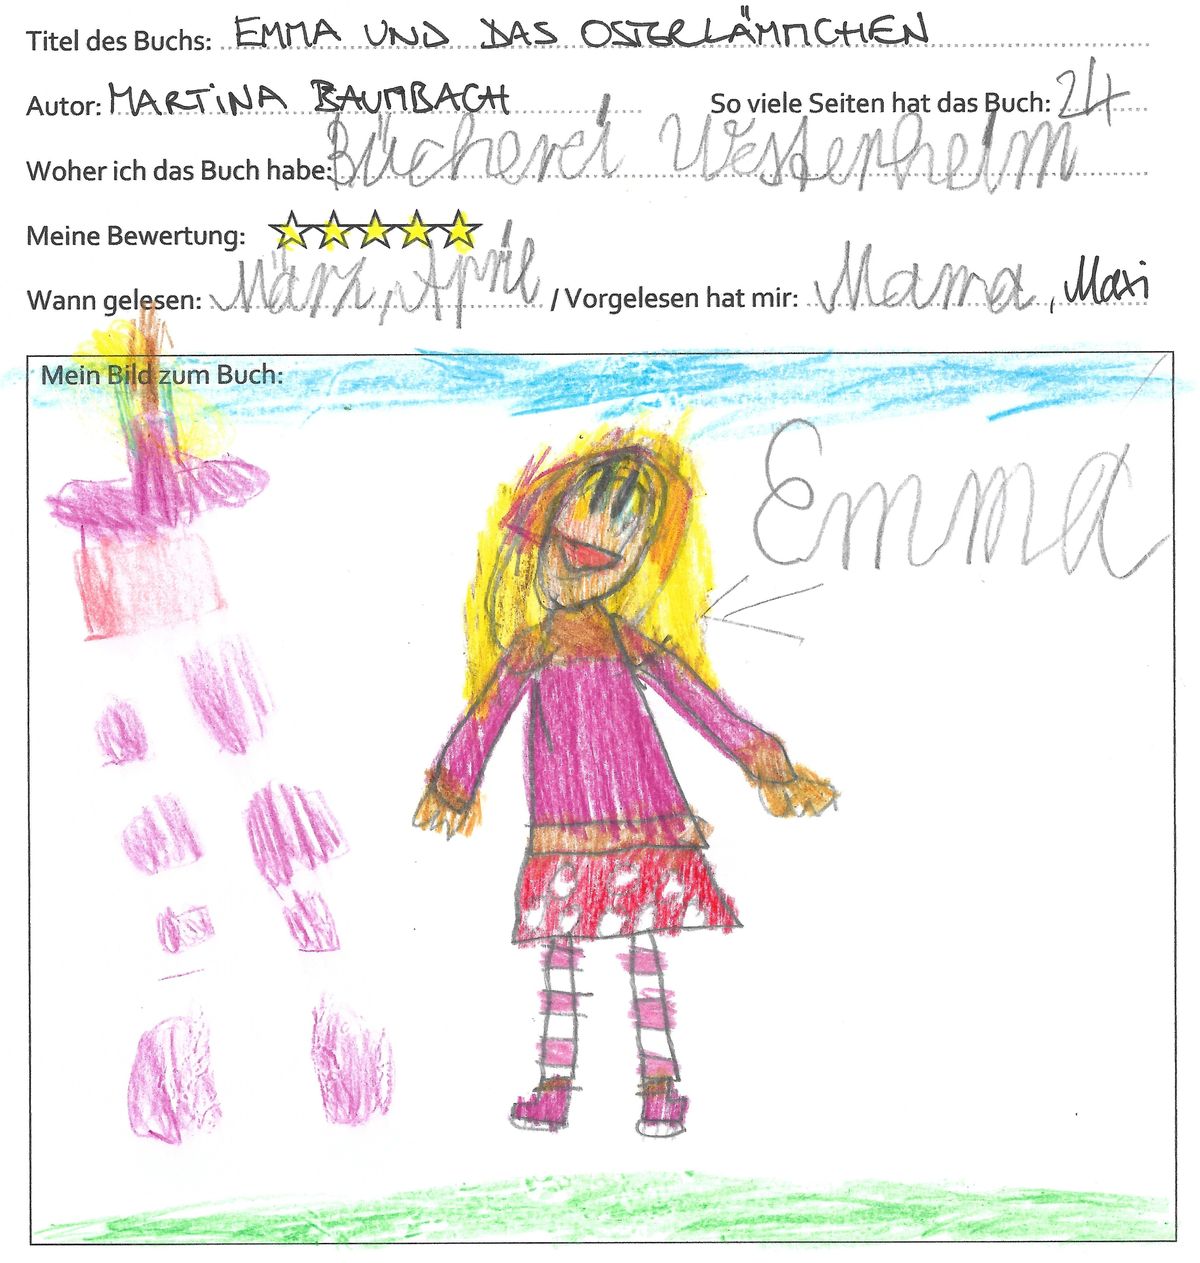 Titel des Buchs: EMMA UND DAS OSTERLÄMMCHEN
Autor: MARTINA BAUMBACH So viele Seiten hat das Buch: 24
Woher ich das Buch habe: Bücherei Westerheim
Meine Bewertung:
Wann gelesen: März, April / Vorgelesen hat mir: Mama, Maxi
Mein Bild zum Buch:
Emma